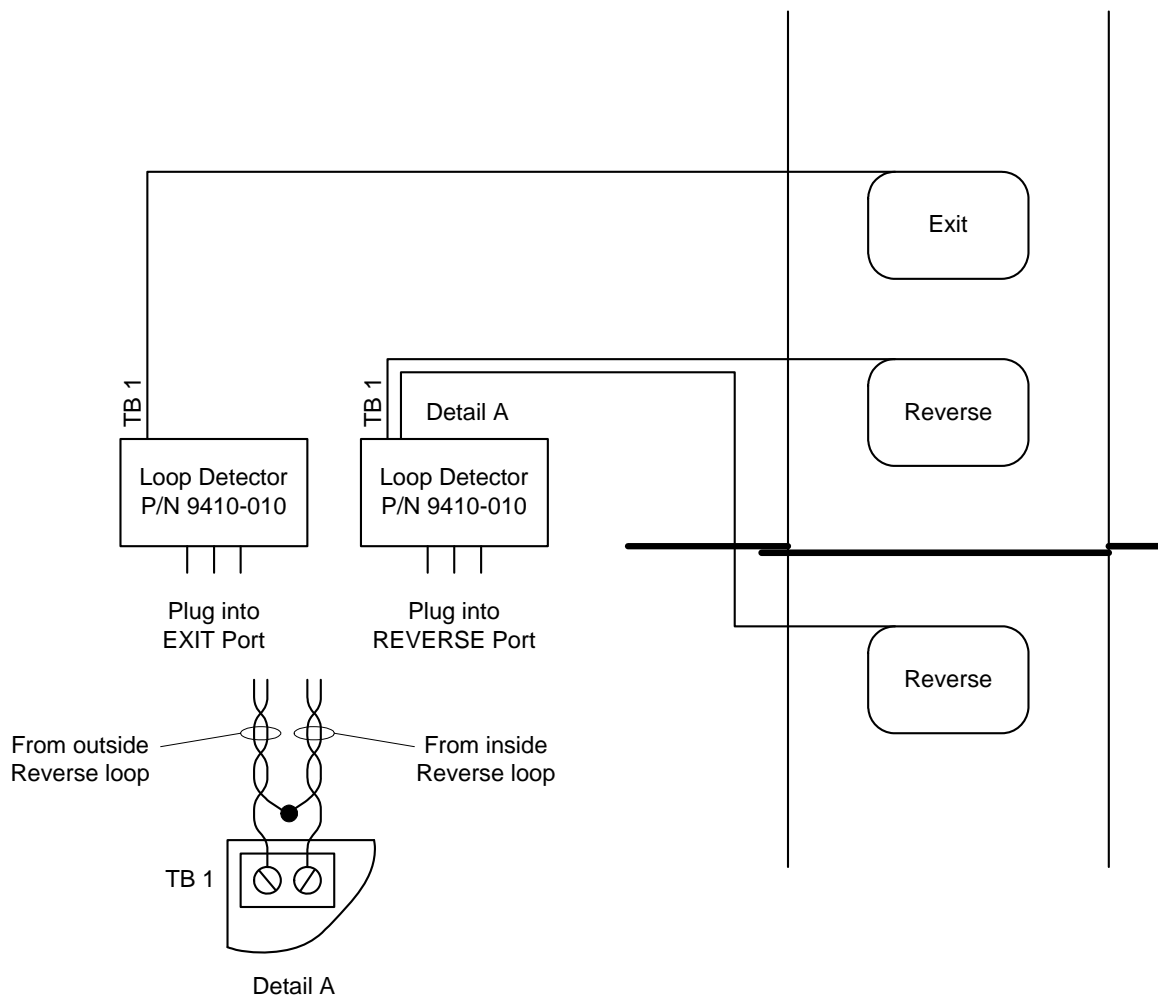 Exit
TB 1
TB 1
Detail A
Reverse
Loop Detector
P/N 9410-010
Loop Detector
P/N 9410-010
Plug into
EXIT Port
Plug into
REVERSE Port
Reverse
From outside
Reverse loop
From inside
Reverse loop
TB 1
Detail A